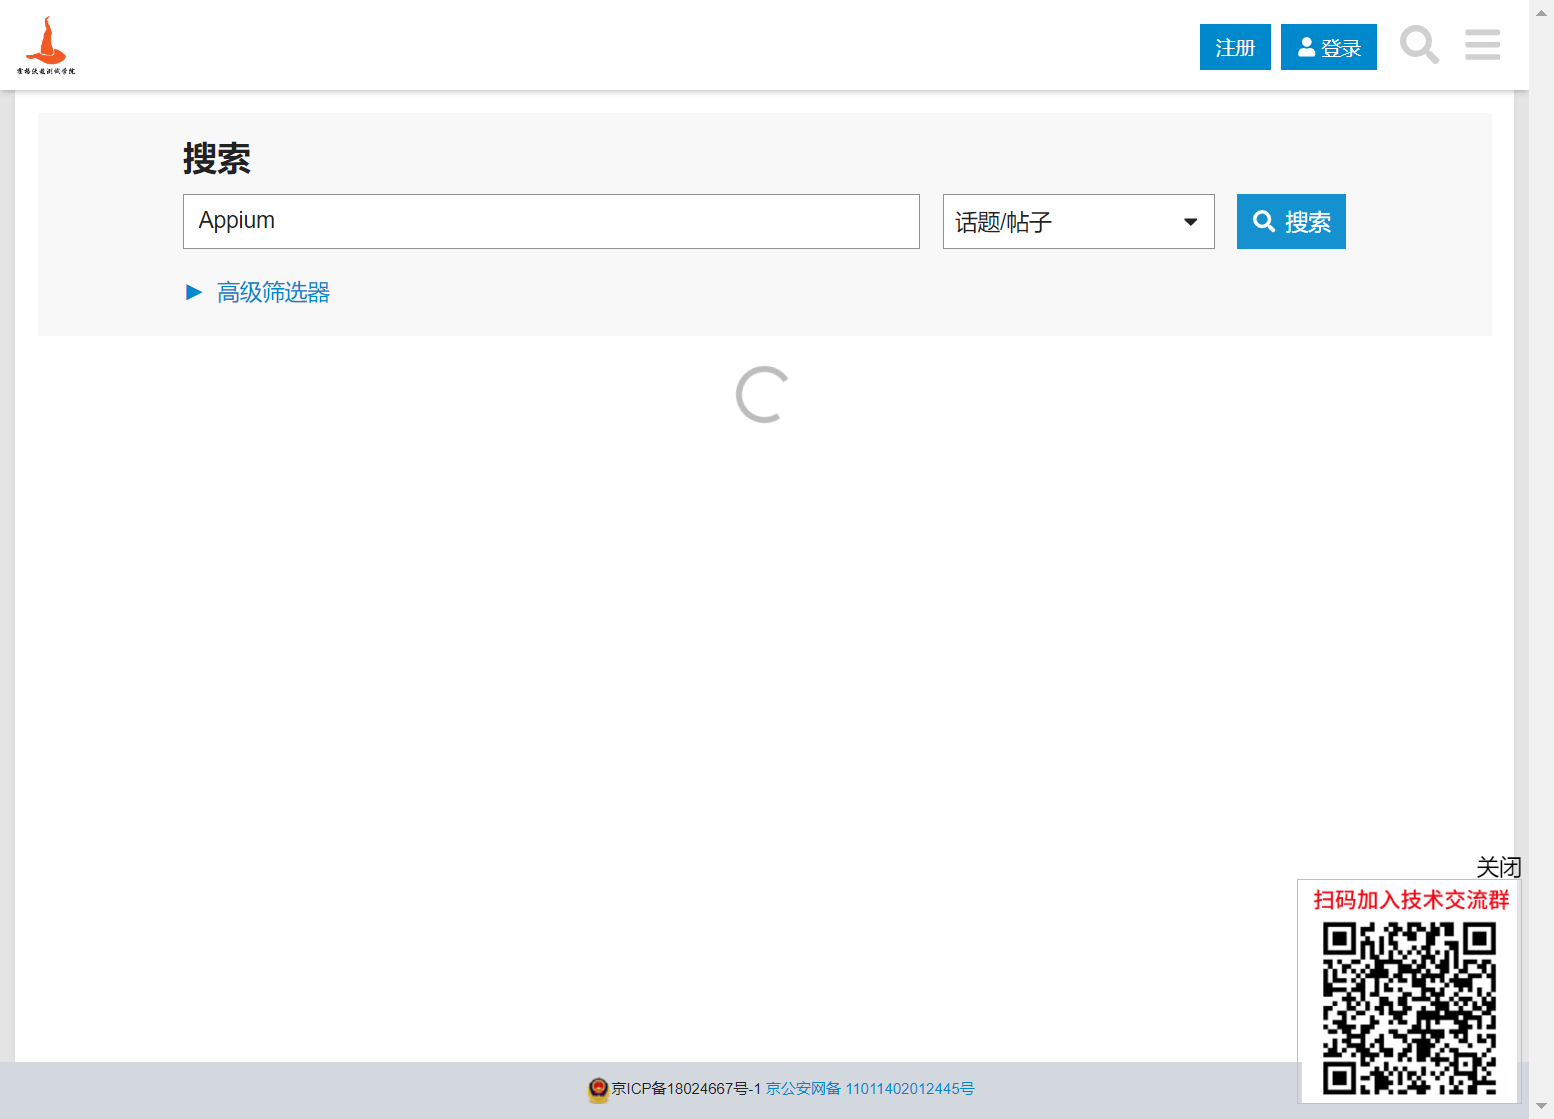 霍格沃兹测试学院
注册
登录
搜索
Appium
话题/帖子
搜索
► 高级筛选器
关闭
扫码加入技术交流群
京ICP备18024667号-1 京公安网备 11011402012445号